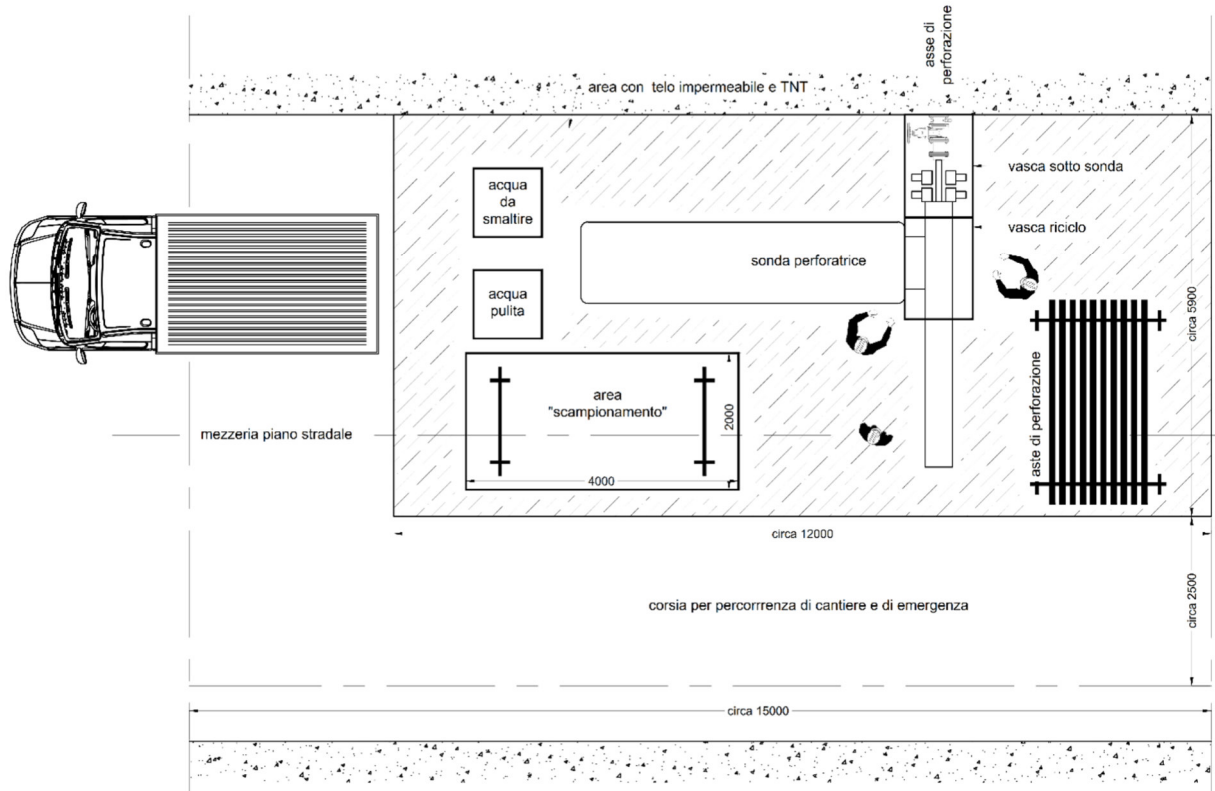 asse di
perforazione
area con telo impermeabile e TNT
vasca sotto sonda
acqua
da
smaltire
vasca riciclo
sonda perforatrice
acqua
pulita
circa 5900
area
"scampionamento"
2000
aste di perforazione
mezzeria piano stradale
4000
circa 12000
corsia per percorrrenza di cantiere e di emergenza
circa 2500
circa 15000